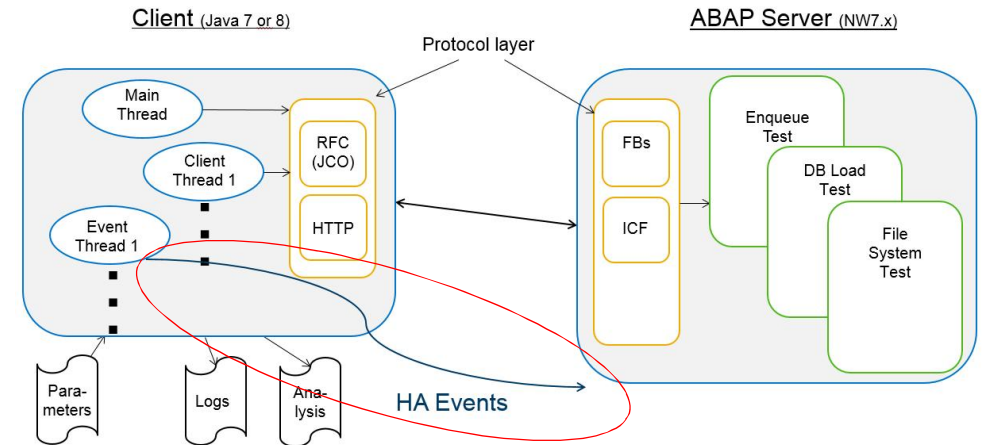 Client (Java 7 or 8)
ABAP Server (NW7.x)
Protocol layer
Main
Thread
Client
Thread 1
Event
Thread 1
RFC
(JCO)
HTTP
FBs
ICF
Enqueue
Test
DB Load
Test
File
System
Test
Para-
meters
Logs
Ana-
lysis
HA Events